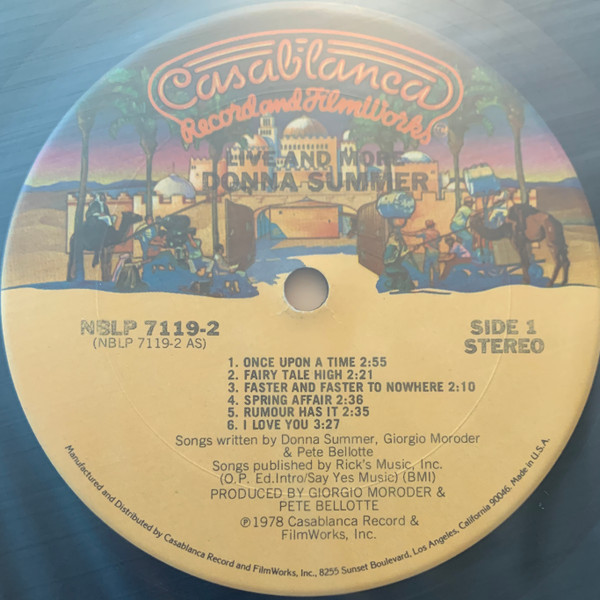 Casablanca
Record and FilmWorks
LIVE AND MORE
DONNA SUMMER
NBLP 7119-2
(NBLP 7119-2 AS)
SIDE 1
STEREO
1. ONCE UPON A TIME 2:55
2. FAIRY TALE HIGH 2:21
3. FASTER AND FASTER TO NOWHERE 2:10
4. SPRING AFFAIR 2:36
5. RUMOUR HAS IT 2:35
6. I LOVE YOU 3:27
Songs written by Donna Summer, Giorgio Moroder
& Pete Bellotte
Songs published by Rick's Music, Inc.
(O.P. Ed.Intro/Say Yes Music) (BMI)
PRODUCED BY GIORGIO MORODER &
PETE BELLOTTE
℗1978 Casablanca Record &
FilmWorks, Inc.
Manufactured and Distributed by Casablanca Record and FilmWorks, Inc., 8255 Sunset Boulevard, Los Angeles, California 90046. Made in U.S.A.